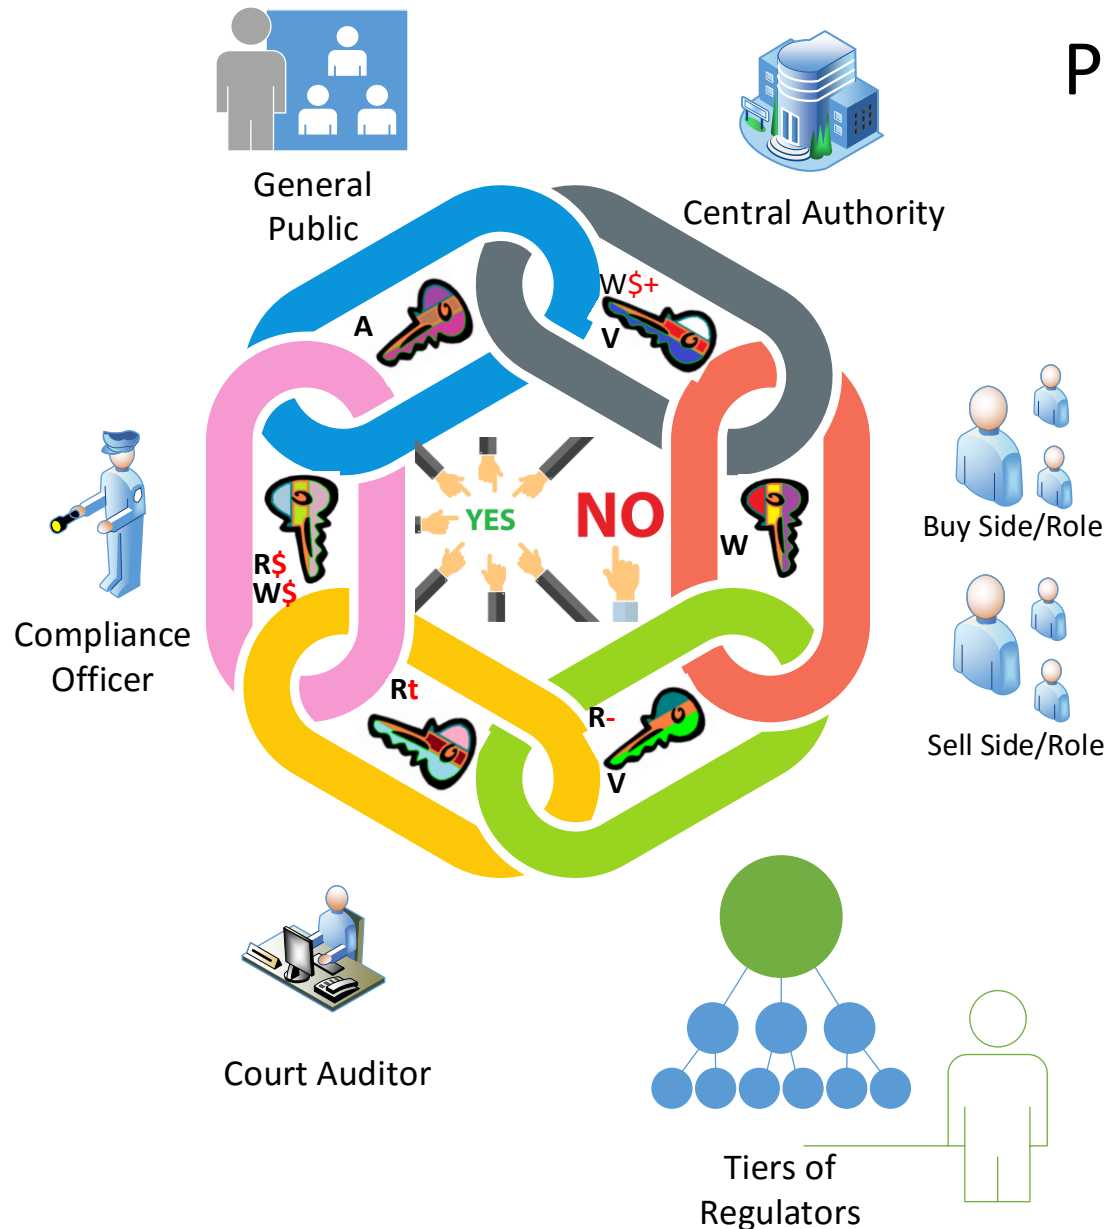 P
General
Public
Central Authority
W$+
V
A
Buy Side/Role
YES
NO
W
R$
W$
Compliance
Officer
Rt
R-
V
Sell Side/Role
Court Auditor
Tiers of
Regulators